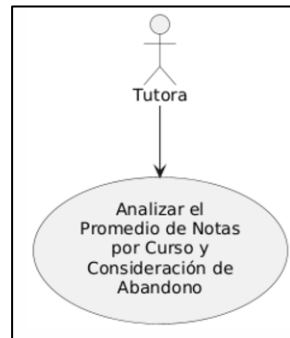 Tutora
Analizar el
Promedio de Notas
por Curso y
Consideración de
Abandono